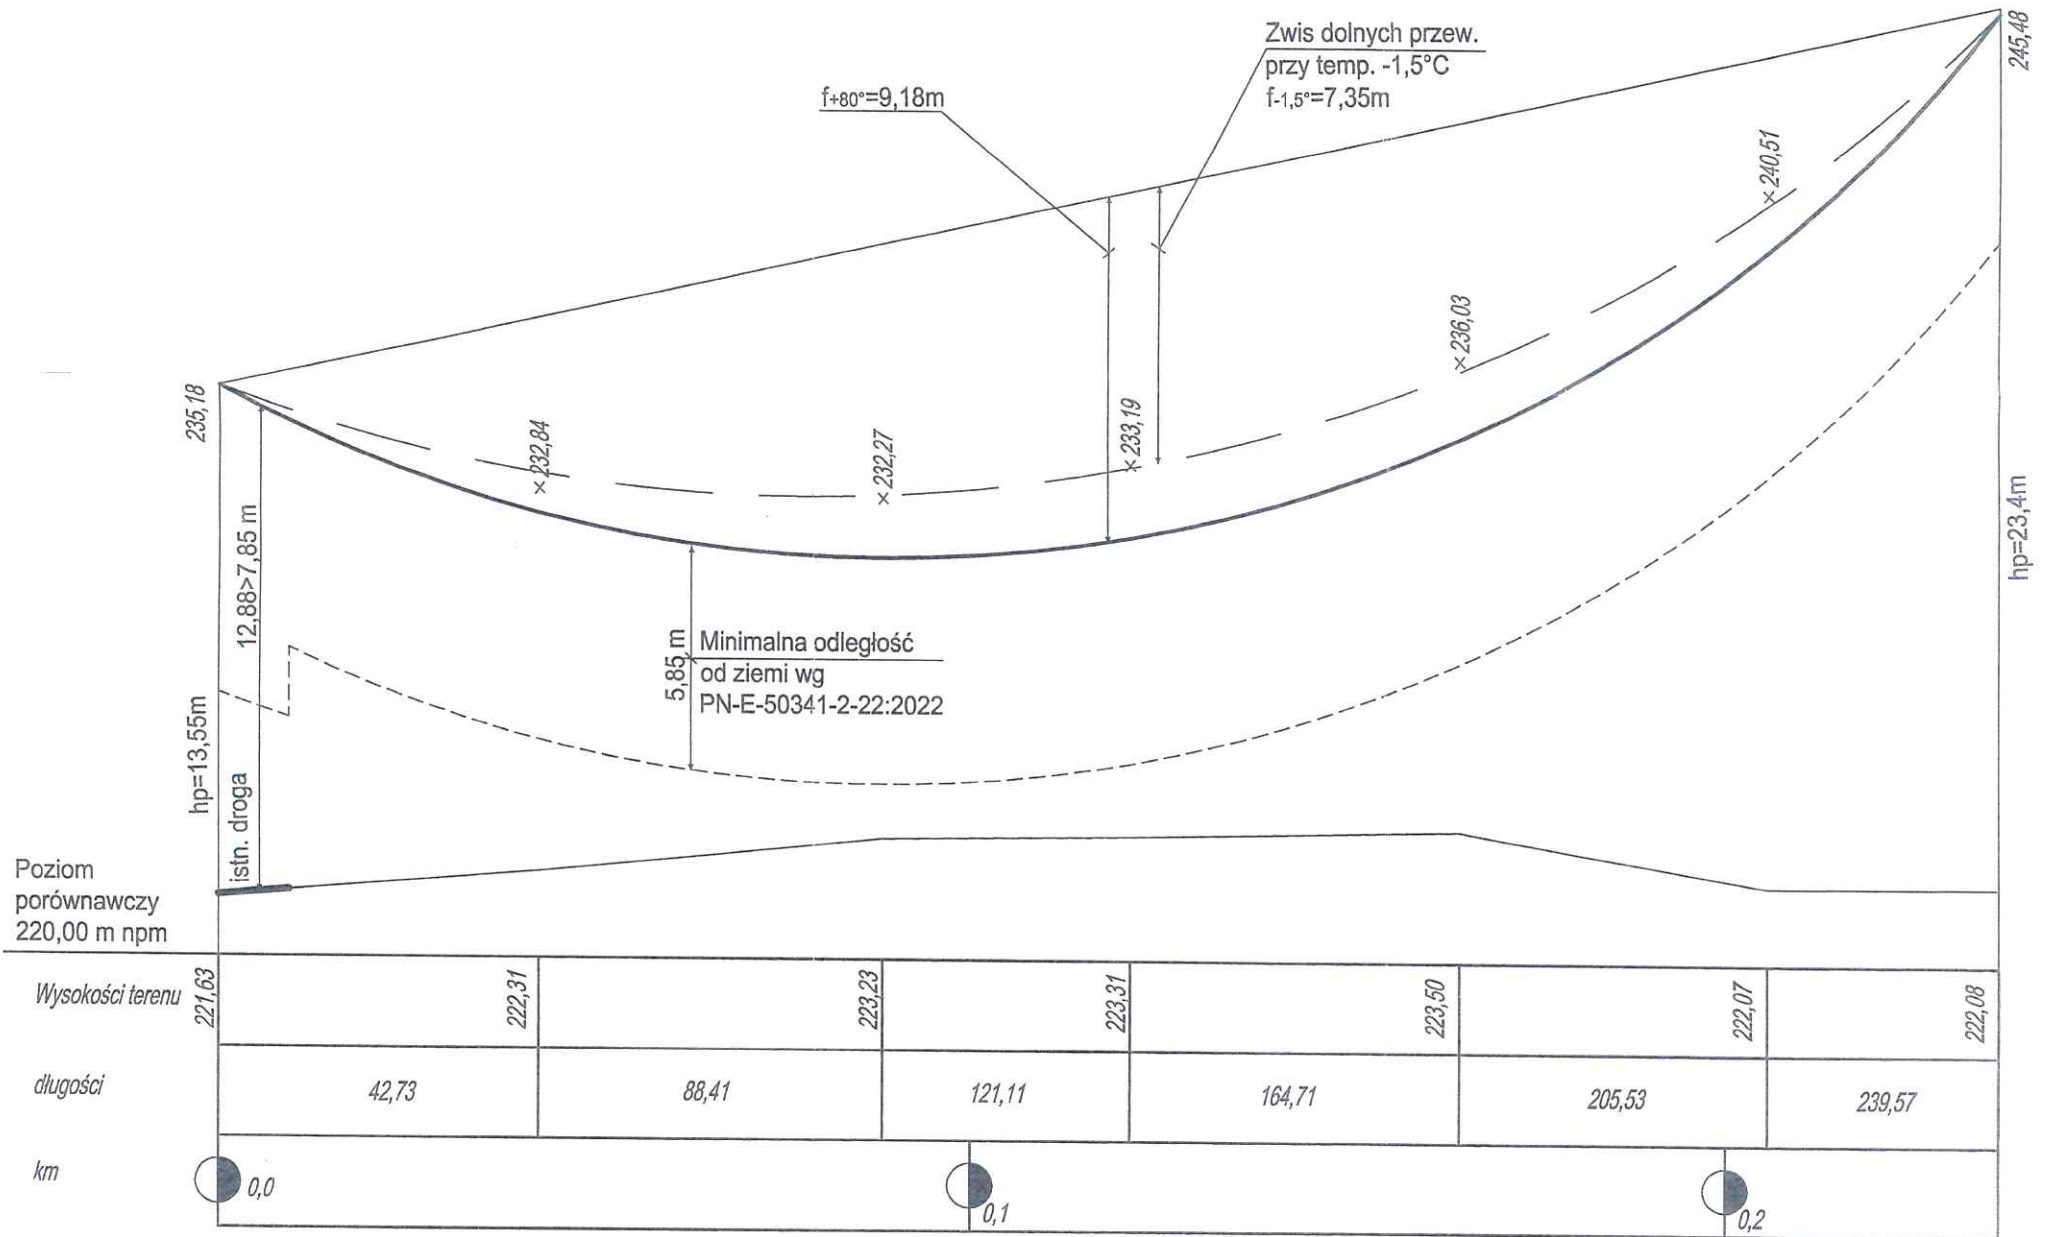 Zwis dolnych przew.
przy temp. -1,5°C
f-1,5°=7,35m
f+80°=9,18m
245,48
240,51
236,03
233,19
232,27
232,84
235,18
12,88>7,85 m
hp=13,55m
istn. droga
5,85 m
Minimalna odległość
od ziemi wg
PN-E-50341-2-22:2022
hp=23,4m
Poziom
porównawczy
220,00 m npm
Wysokości terenu 221,63 222,31 223,23 223,31 223,50 222,07 222,08
długości 42,73 88,41 121,11 164,71 205,53 239,57
km 0,0 0,1 0,2